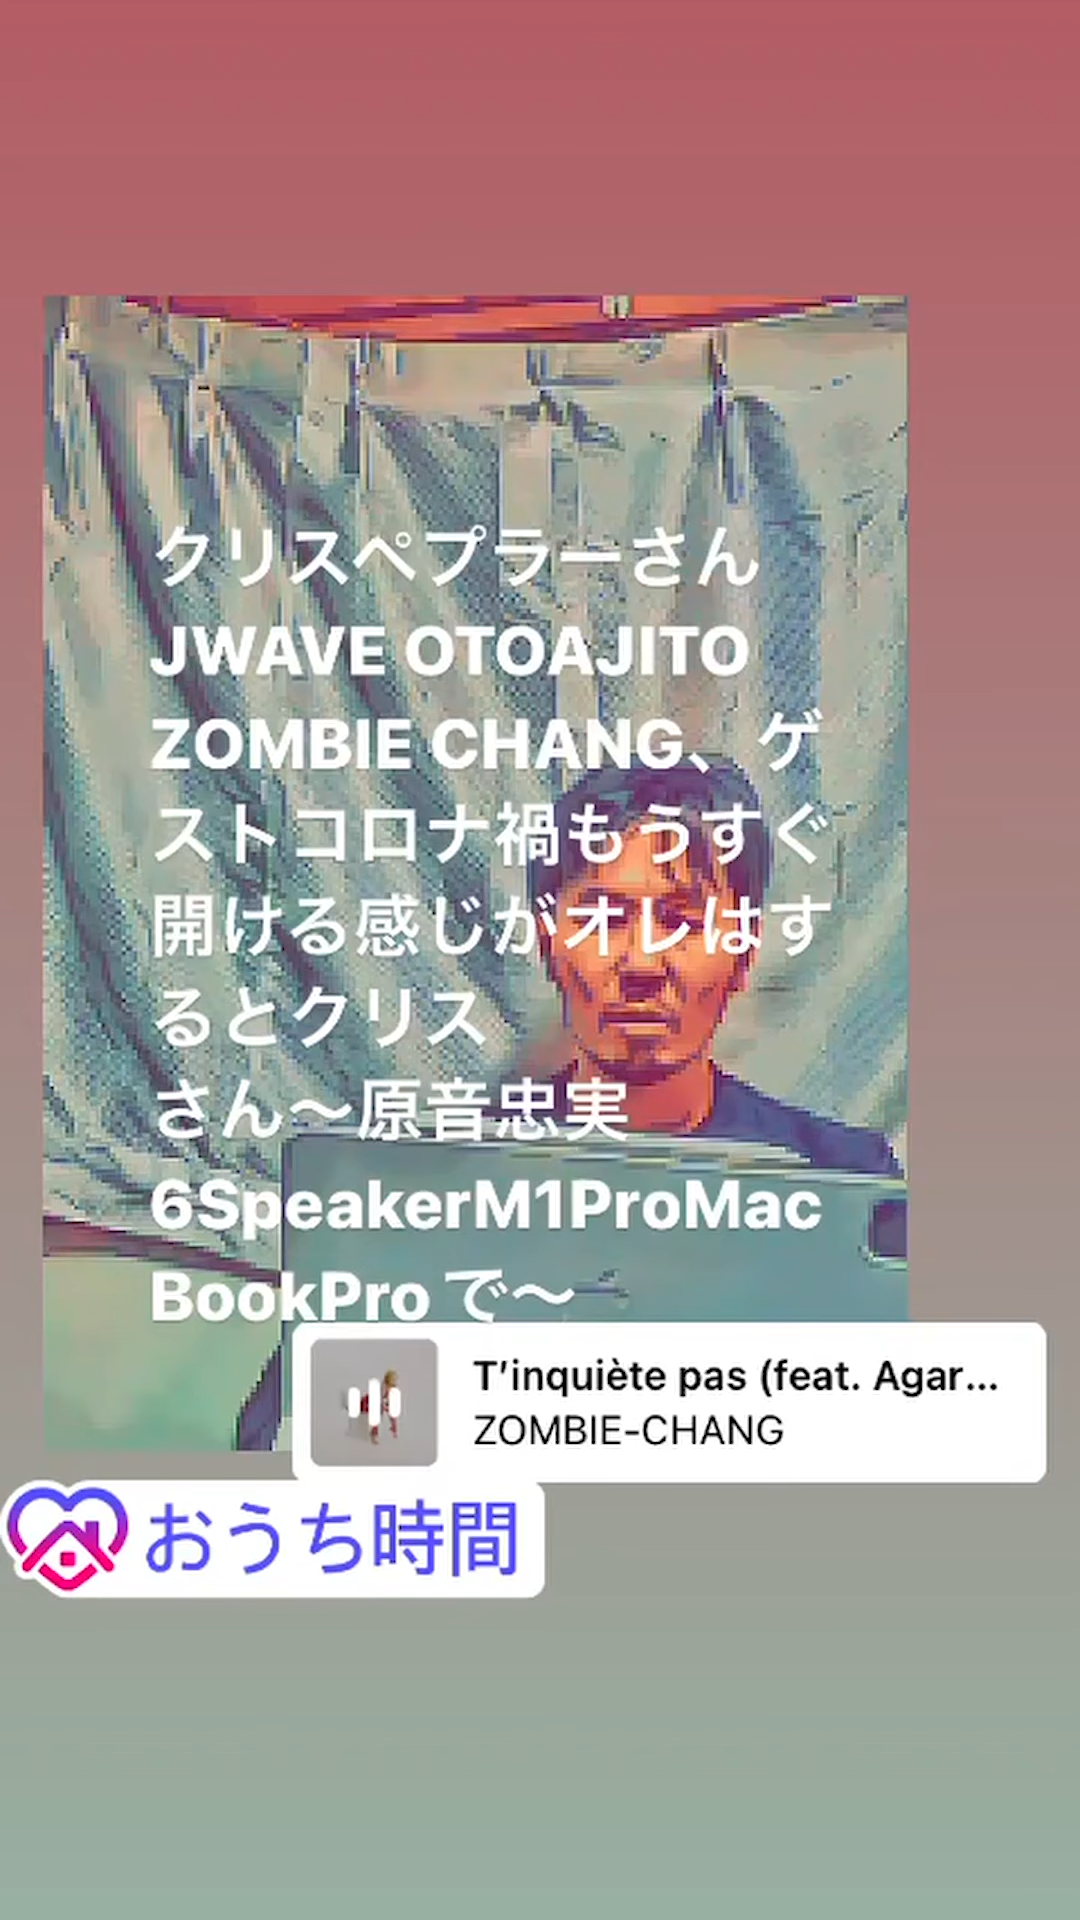 クリスペプラーさん
JWAVE OTOAJITO
ZOMBIE CHANG、ゲ
ストコロナ禍もうすぐ
開ける感じがオレはす
るとクリス
さん〜原音忠実
6SpeakerM1ProMac
BookPro で〜
T'inquiète pas (feat. Agar...
ZOMBIE-CHANG
おうち時間